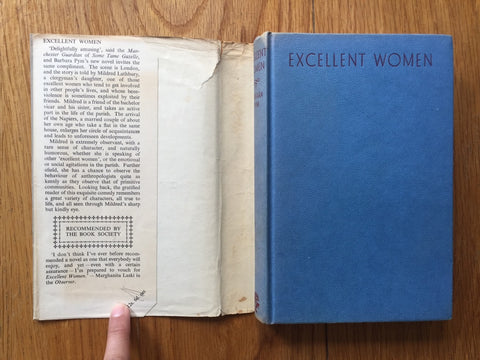 EXCELLENT WOMEN
'Delightfully amusing', said the Man-
chester Guardian of Some Tame Gazelle,
and Barbara Pym's new novel invites the
same compliment. The scene is London,
and the story is told by Mildred Lathbury,
a clergyman's daughter, one of those
excellent women who tend to get involved
in other people's lives, and whose bene-
volence is sometimes exploited by their
friends. Mildred is a friend of the bachelor
vicar and his sister, and takes an active
part in the life of the parish. The arrival
of the Napiers, a married couple of about
her own age who take a flat in the same
house, enlarges her circle of acquaintances
and leads to unforeseen developments.
Mildred is extremely observant, with a
rare sense of character, and naturally
humorous, whether she is speaking of
other 'excellent women', or the emotional
or social agitations in the parish. Further
afield, she has a chance to observe the
behaviour of anthropologists quite as
keenly as they observe that of primitive
communities. Looking back, the gratified
reader of this exquisite comedy remembers
a great variety of characters, all true to
life, and all seen through Mildred's sharp
but kindly eye.
RECOMMENDED BY
THE BOOK SOCIETY
'I don't think I've ever before recom-
mended a novel as one that everybody will
enjoy, and yet—even with a certain
assurance—I'm prepared to vouch for
Excellent Women.'—Marghanita Laski in
the Observer.
WOMEN
EXCELLENT WOMEN